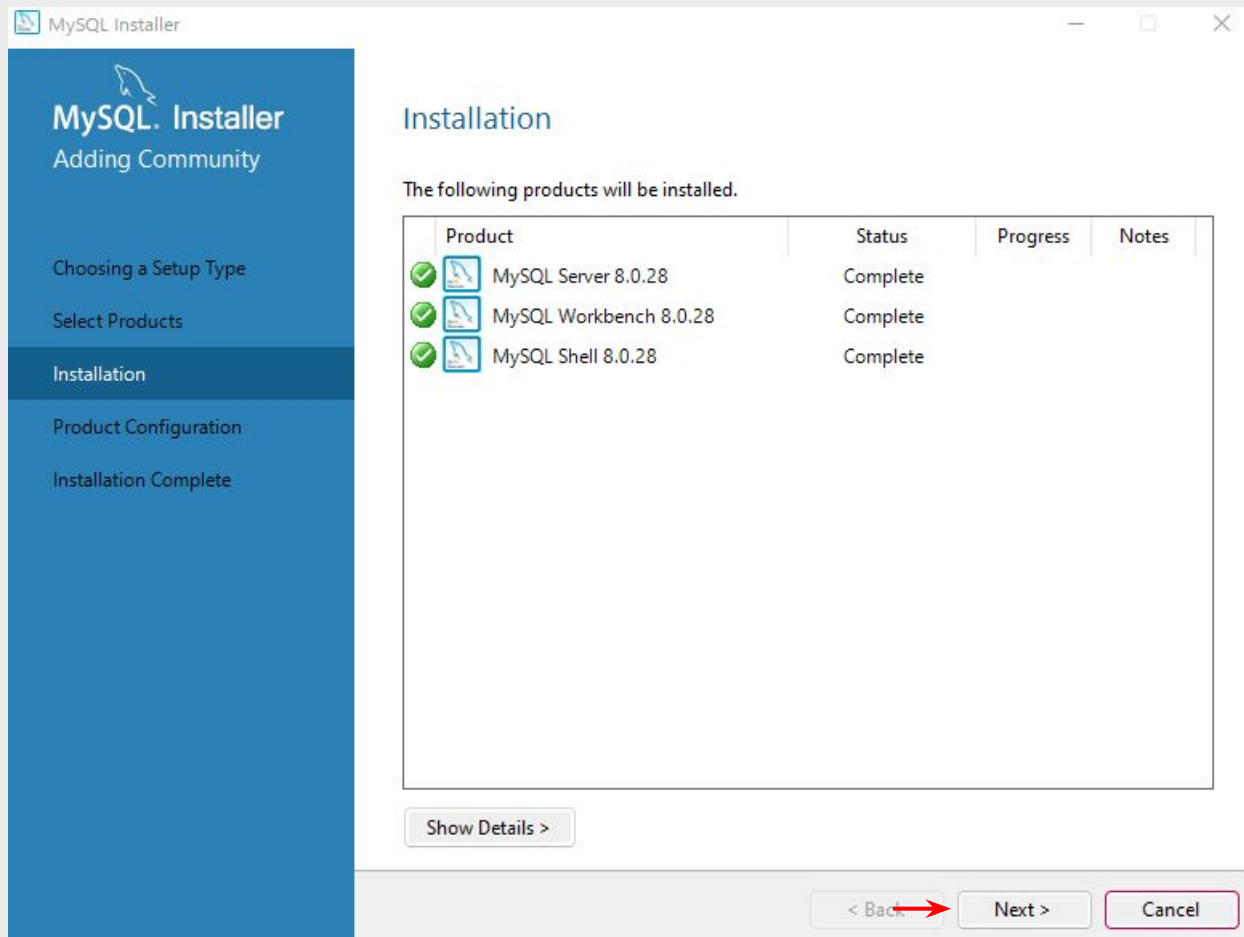 MySQL Installer
MySQL. Installer
Adding Community
Choosing a Setup Type
Select Products
Installation
Product Configuration
Installation Complete
Installation
The following products will be installed.
Product Status Progress Notes
MySQL Server 8.0.28 Complete
MySQL Workbench 8.0.28 Complete
MySQL Shell 8.0.28 Complete
Show Details >
< Back Next > Cancel